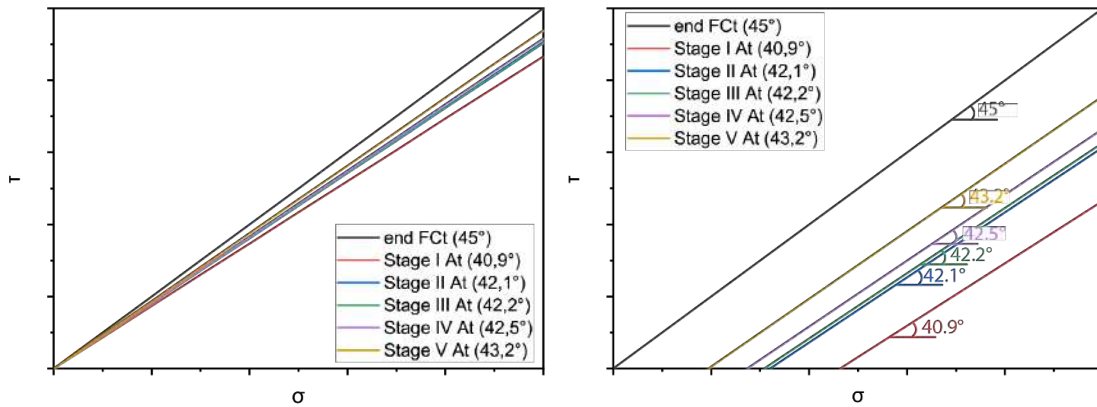 τ
end FCt (45°)
Stage I At (40,9°)
Stage II At (42,1°)
Stage III At (42,2°)
Stage IV At (42,5°)
Stage V At (43,2°)
σ
end FCt (45°)
Stage I At (40,9°)
Stage II At (42,1°)
Stage III At (42,2°)
Stage IV At (42,5°)
Stage V At (43,2°)
45°
τ
43.2°
42.5°
42.2°
42.1°
40.9°
σ